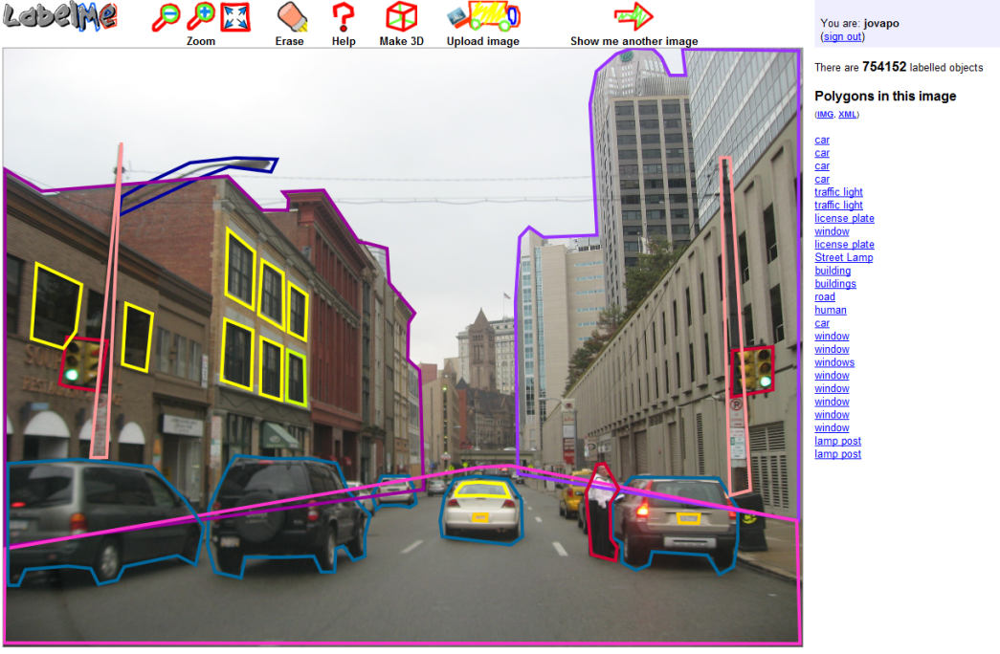 LabelMe
Zoom
Erase
Help
Make 3D
Upload image
Show me another image
You are: jovapo
(sign out)
There are 754152 labelled objects
Polygons in this image
(IMG, XML)
car
car
car
car
traffic light
traffic light
license plate
window
license plate
Street Lamp
building
buildings
road
human
car
window
window
windows
window
window
window
window
window
lamp post
lamp post